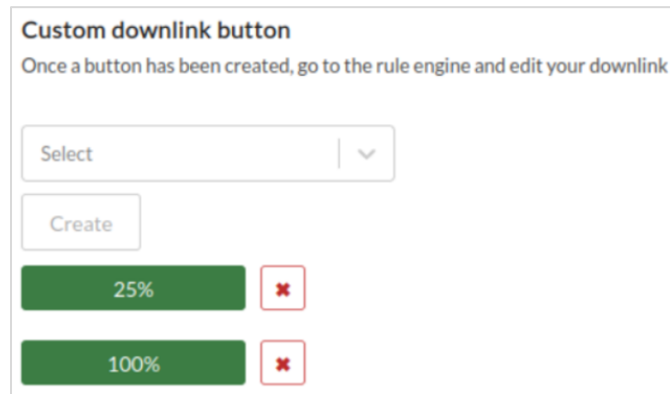 Custom downlink button
Once a button has been created, go to the rule engine and edit your downlink
Select
Create
25%
100%